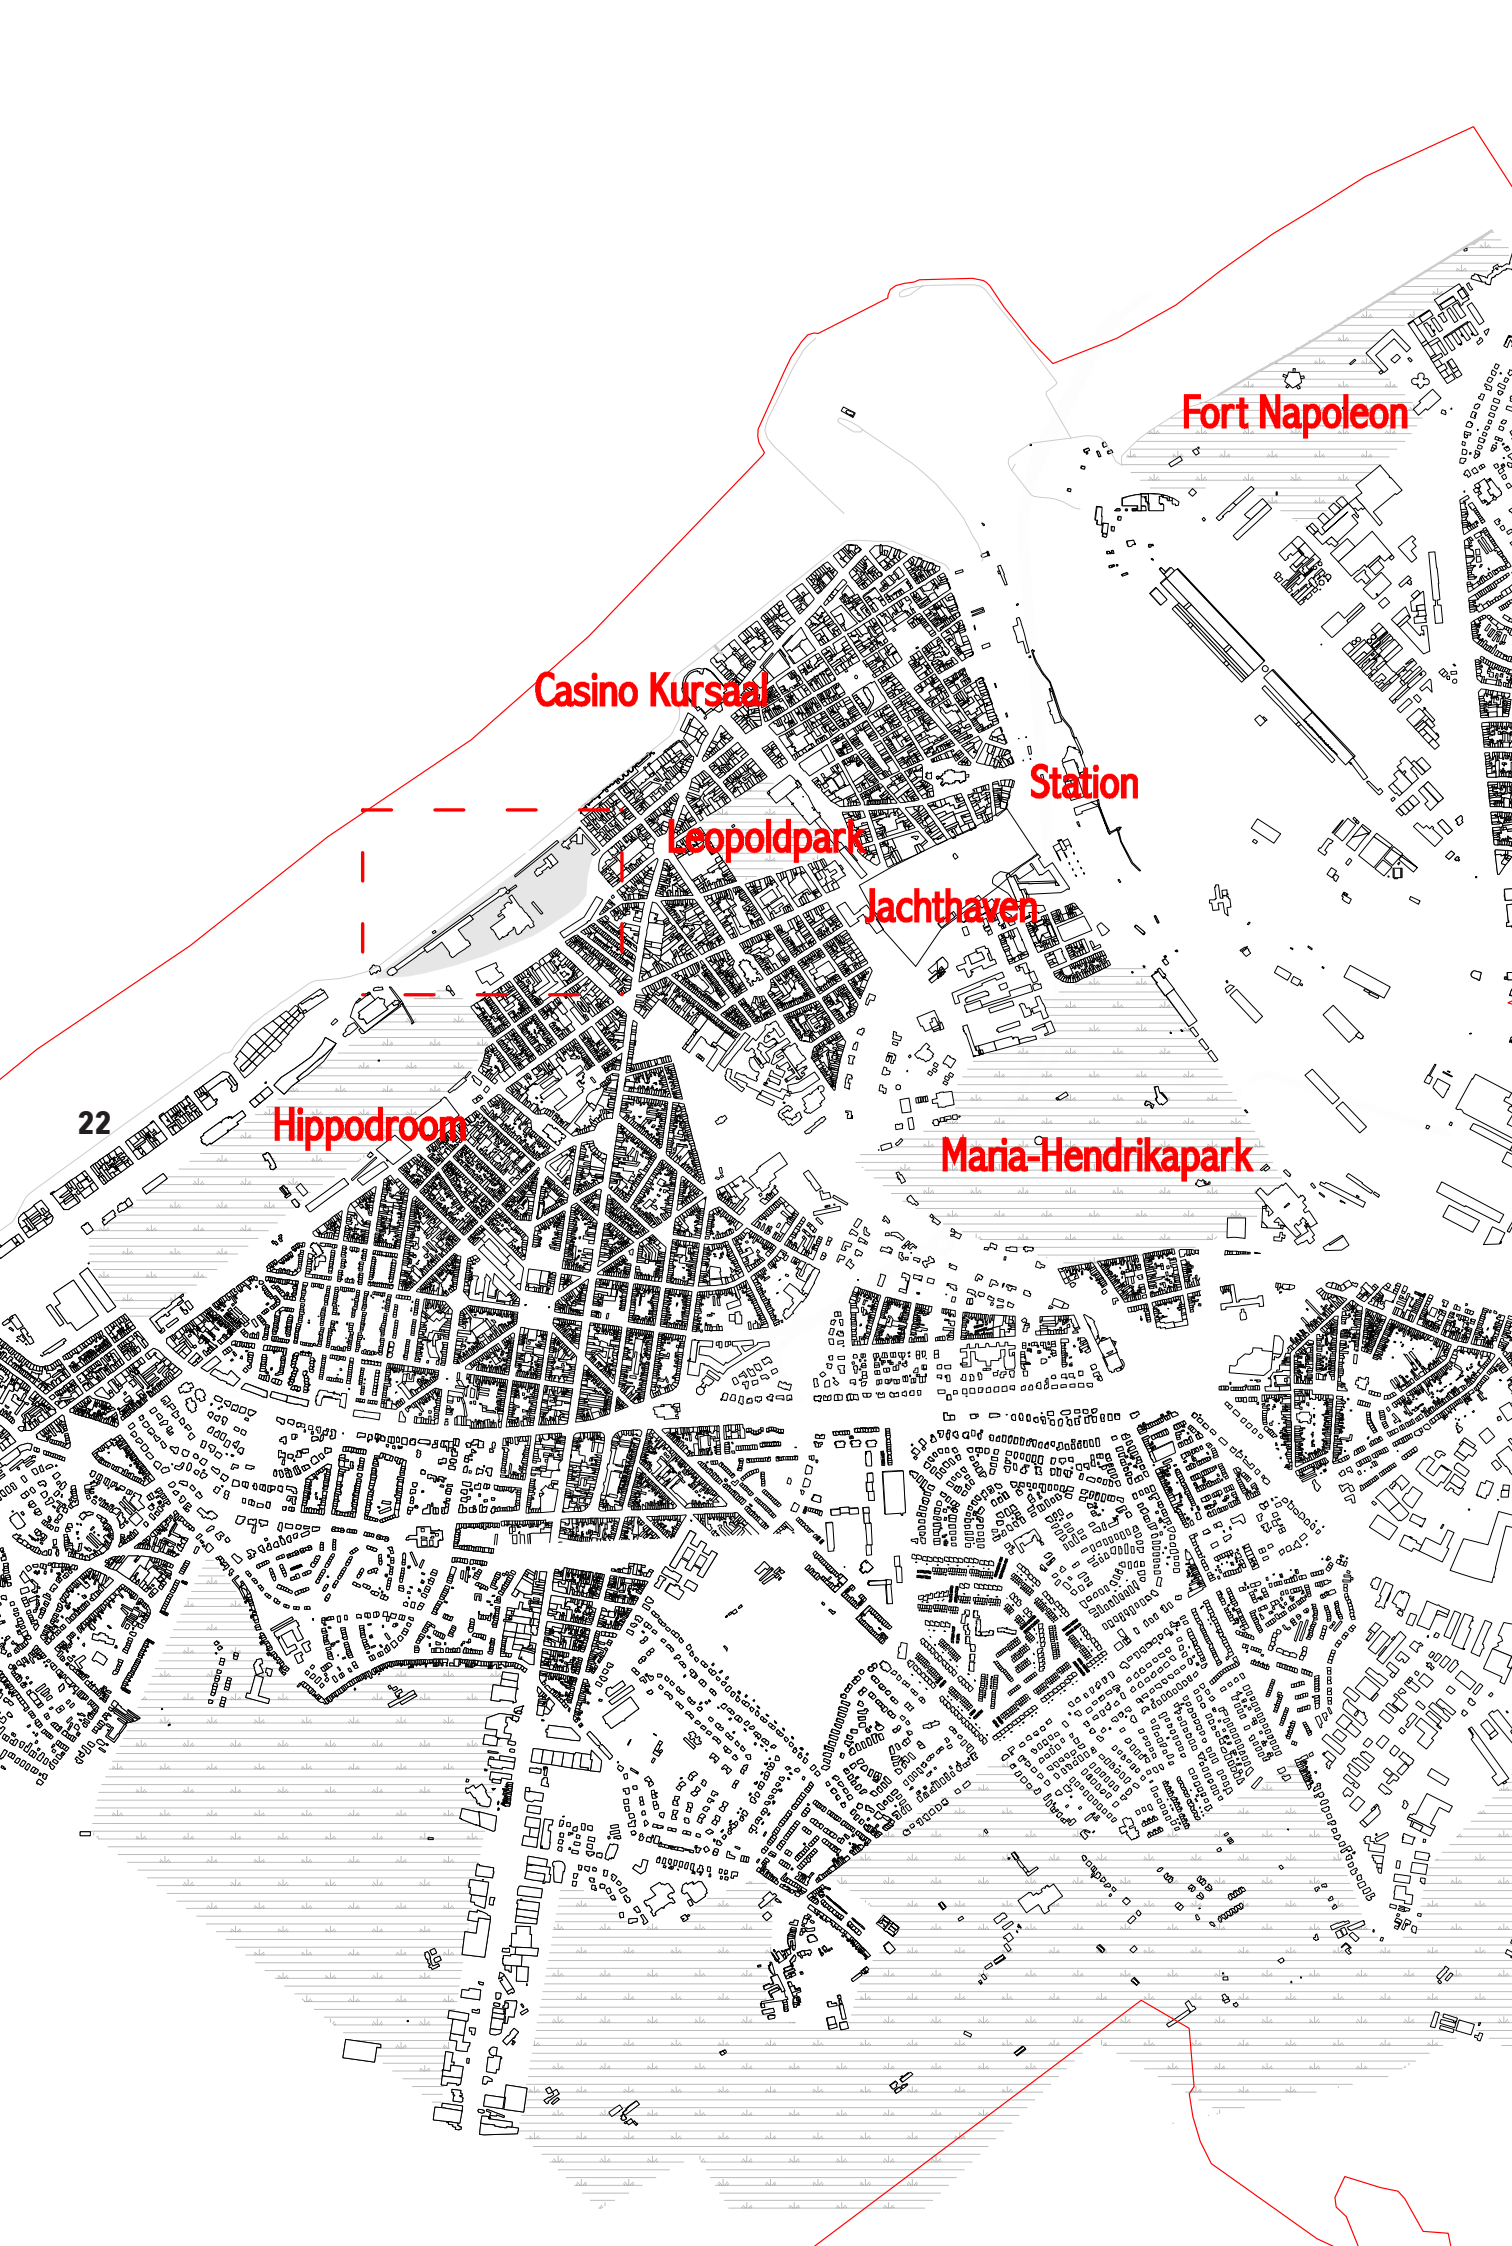 Fort Napoleon
Casino Kursaal
Station
Leopoldpark
Jachthaven
22
Hippodroom
Maria-Hendrikapark